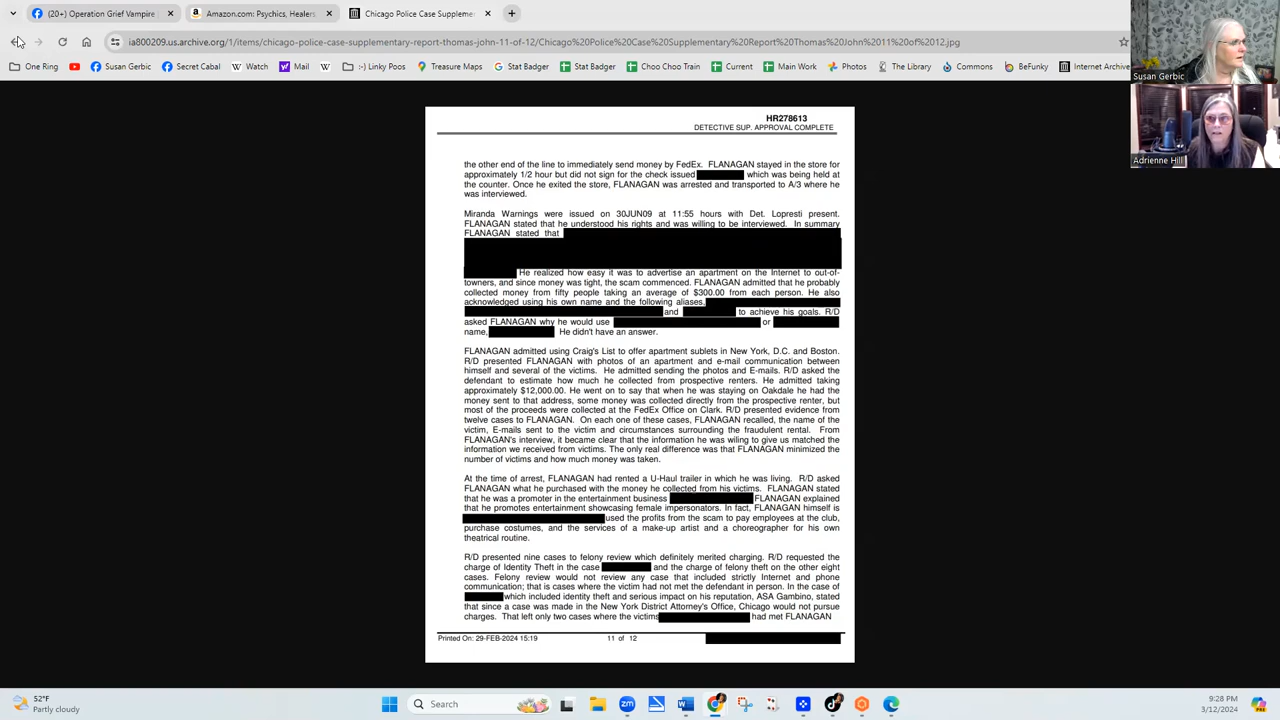 (20+) Operation Grief Vampire
Amazon.com: Psychics, Healers
Chicago Police Case Supplemen
ia800209.us.archive.org/1/items/chicago-police-case-supplementary-report-thomas-john-11-of-12/Chicago%20Police%20Case%20Supplementary%20Report%20Thomas%20John%2011%20of%2012.jpg
One Ring
Susan Gerbic
Secret Cabal
Watch
Mail
:-) Linky Poos
Treasure Maps
Stat Badger
Stat Badger
Choo Choo Train
Current
Main Work
Photos
The Library
Commons
BeFunky
Internet Archive
Susan Gerbic
Adrienne Hill
HR278613
DETECTIVE SUP. APPROVAL COMPLETE
the other end of the line to immediately send money by FedEx. FLANAGAN stayed in the store for
approximately 1/2 hour but did not sign for the check issued which was being held at
the counter. Once he exited the store, FLANAGAN was arrested and transported to A/3 where he
was interviewed.
Miranda Warnings were issued on 30JUN09 at 11:55 hours with Det. Lopresti present.
FLANAGAN stated that he understood his rights and was willing to be interviewed. In summary
FLANAGAN stated that
He realized how easy it was to advertise an apartment on the Internet to out-of-
towners, and since money was tight, the scam commenced. FLANAGAN admitted that he probably
collected money from fifty people taking an average of $300.00 from each person. He also
acknowledged using his own name and the following aliases,
and to achieve his goals. R/D
asked FLANAGAN why he would use or
name, He didn't have an answer.
FLANAGAN admitted using Craig's List to offer apartment sublets in New York, D.C. and Boston.
R/D presented FLANAGAN with photos of an apartment and e-mail communication between
himself and several of the victims. He admitted sending the photos and E-mails. R/D asked the
defendant to estimate how much he collected from prospective renters. He admitted taking
approximately $12,000.00. He went on to say that when he was staying on Oakdale he had the
money sent to that address, some money was collected directly from the prospective renter, but
most of the proceeds were collected at the FedEx Office on Clark. R/D presented evidence from
twelve cases to FLANAGAN. On each one of these cases, FLANAGAN recalled, the name of the
victim, E-mails sent to the victim and circumstances surrounding the fraudulent rental. From
FLANAGAN's interview, it became clear that the information he was wiling to give us matched the
information we received from victims. The only real difference was that FLANAGAN minimized the
number of victims and how much money was taken.
At the time of arrest, FLANAGAN had rented a U-Haul trailer in which he was living. R/D asked
FLANAGAN what he purchased with the money he collected from his victims. FLANAGAN stated
that he was a promoter in the entertainment business FLANAGAN explained
that he promotes entertainment showcasing female impersonators. In fact, FLANAGAN himself is
used the profits from the scam to pay employees at the club,
purchase costumes, and the services of a make-up artist and a choreographer for his own
theatrical routine.
R/D presented nine cases to felony review which definitely merited charging. R/D requested the
charge of Identity Theft in the case and the charge of felony theft on the other eight
cases. Felony review would not review any case that included strictly Internet and phone
communication; that is cases where the victim had not met the defendant in person. In the case of
which included identity theft and serious impact on his reputation, ASA Gambino, stated
that since a case was made in the New York District Attorney's Office, Chicago would not pursue
charges. That left only two cases where the victims had met FLANAGAN
Printed On: 29-FEB-2024 15:19
11 of 12
52°F
Partly cloudy
Search
9:28 PM
3/12/2024